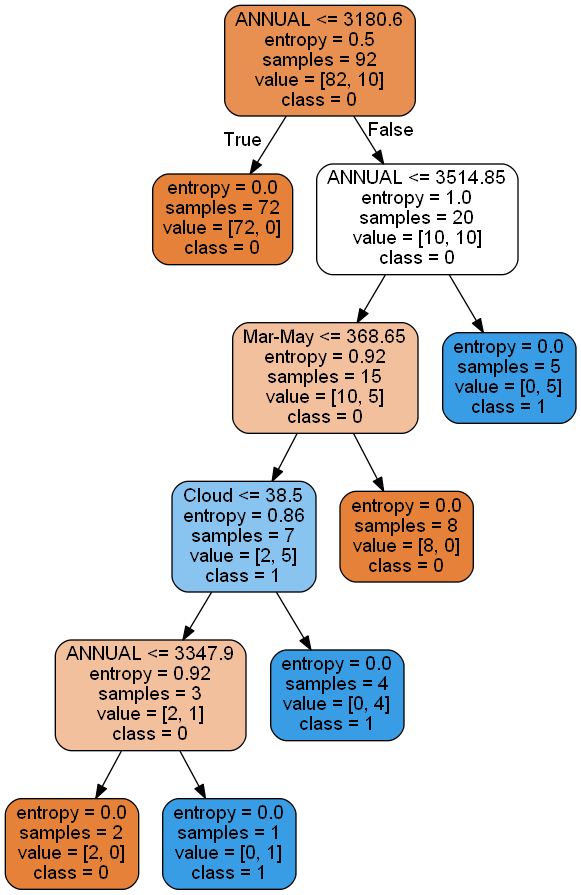 ANNUAL <= 3180.6
entropy = 0.5
samples = 92
value = [82, 10]
class = 0
True
False
entropy = 0.0
samples = 72
value = [72, 0]
class = 0
ANNUAL <= 3514.85
entropy = 1.0
samples = 20
value = [10, 10]
class = 0
Mar-May <= 368.65
entropy = 0.92
samples = 15
value = [10, 5]
class = 0
entropy = 0.0
samples = 5
value = [0, 5]
class = 1
Cloud <= 38.5
entropy = 0.86
samples = 7
value = [2, 5]
class = 1
entropy = 0.0
samples = 8
value = [8, 0]
class = 0
ANNUAL <= 3347.9
entropy = 0.92
samples = 3
value = [2, 1]
class = 0
entropy = 0.0
samples = 4
value = [0, 4]
class = 1
entropy = 0.0
samples = 2
value = [2, 0]
class = 0
entropy = 0.0
samples = 1
value = [0, 1]
class = 1